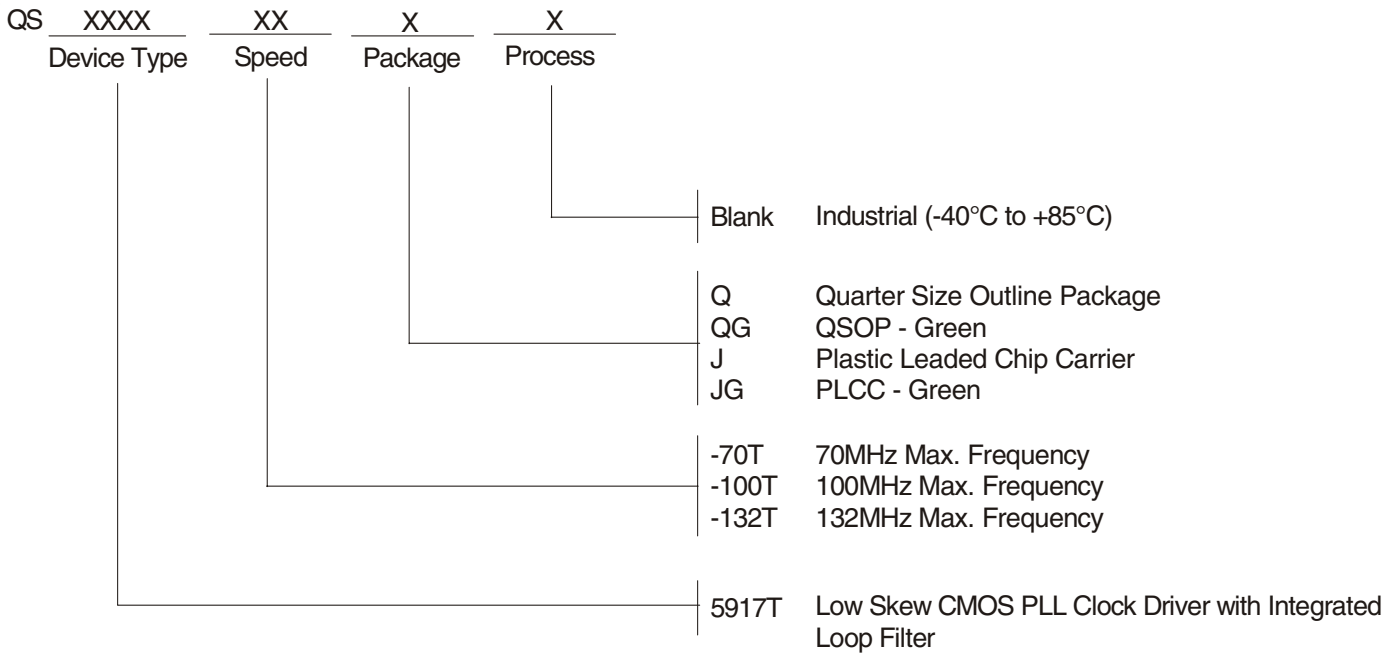 QS XXXX XX X X
Device Type Speed Package Process
Blank Industrial (-40°C to +85°C)
Q Quarter Size Outline Package
QG QSOP - Green
J Plastic Leaded Chip Carrier
JG PLCC - Green
-70T 70MHz Max. Frequency
-100T 100MHz Max. Frequency
-132T 132MHz Max. Frequency
5917T Low Skew CMOS PLL Clock Driver with Integrated
Loop Filter